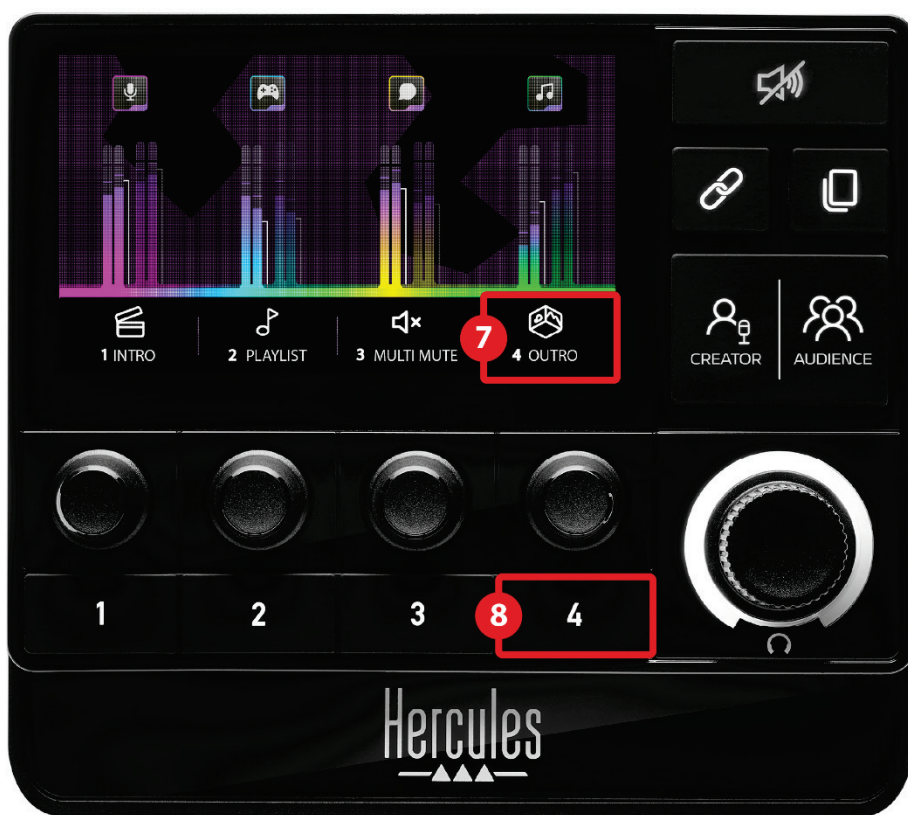 1 INTRO
2 PLAYLIST
3 MULTI MUTE
7
4 OUTRO
CREATOR
AUDIENCE
1
2
3
8
4
Hercules